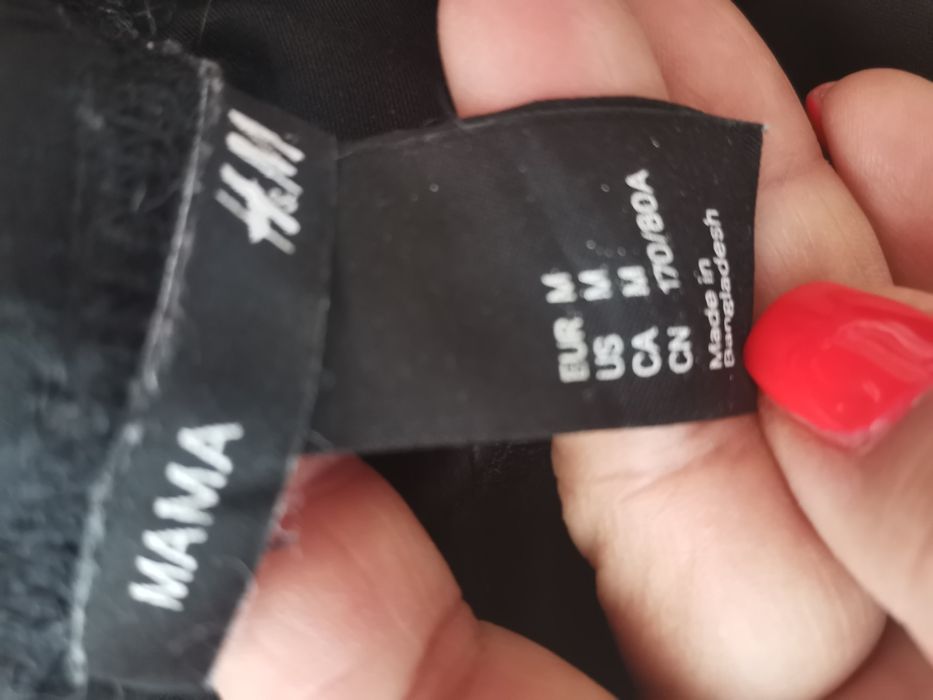 H&M
MAMA
EUR M
US M
CA M
CN 170/80A
Made in
Bangladesh